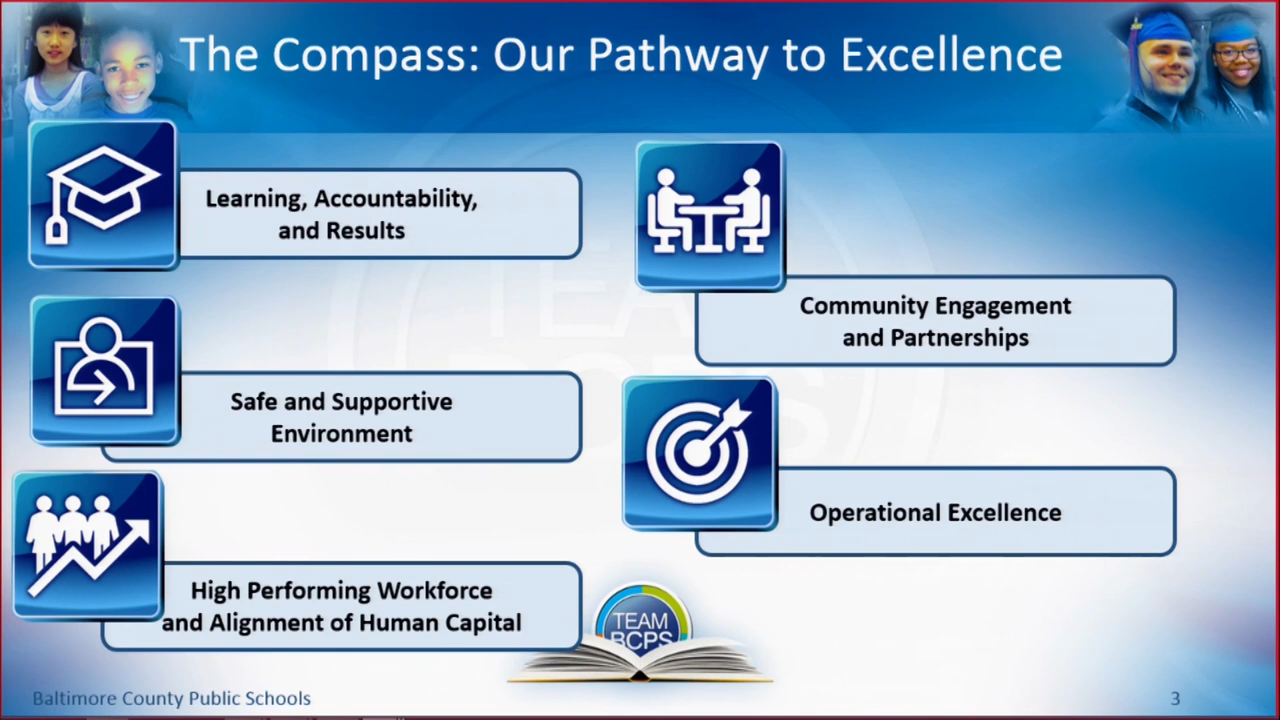 The Compass: Our Pathway to Excellence
Learning, Accountability,
and Results
Safe and Supportive
Environment
High Performing Workforce
and Alignment of Human Capital
Community Engagement
and Partnerships
Operational Excellence
TEAM
BCPS
Baltimore County Public Schools
3